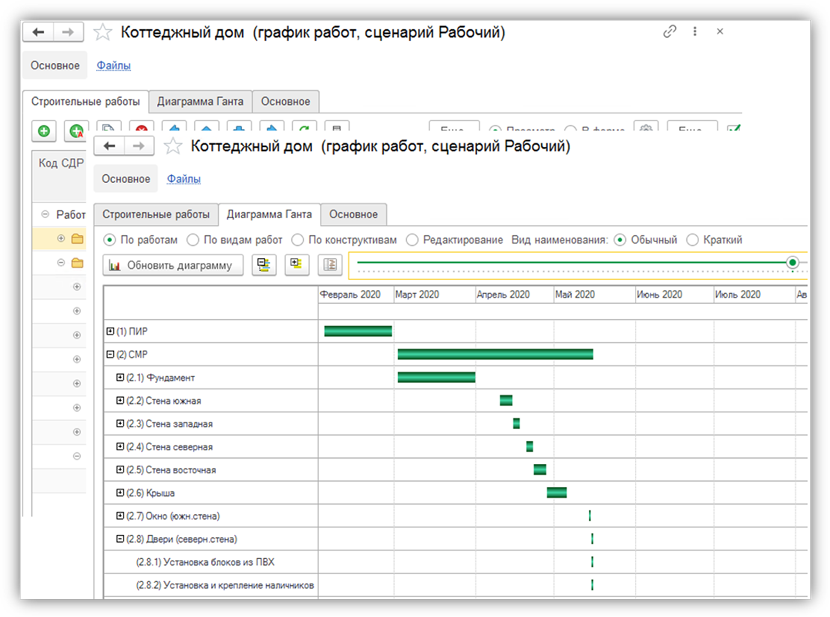 Коттеджный дом (график работ, сценарий Рабочий)
Основное Файлы
Строительные работы Диаграмма Ганта Основное
Код СДР
Работ
Коттеджный дом (график работ, сценарий Рабочий)
Основное Файлы
Строительные работы Диаграмма Ганта Основное
По работам По видам работ По конструктивам Редактирование Вид наименования: Обычный Краткий
Обновить диаграмму
Февраль 2020 Март 2020 Апрель 2020 Май 2020 Июнь 2020 Июль 2020 Ав
(1) ПИР
(2) СМР
(2.1) Фундамент
(2.2) Стена южная
(2.3) Стена западная
(2.4) Стена северная
(2.5) Стена восточная
(2.6) Крыша
(2.7) Окно (южн.стена)
(2.8) Двери (северн.стена)
(2.8.1) Установка блоков из ПВХ
(2.8.2) Установка и крепление наличников